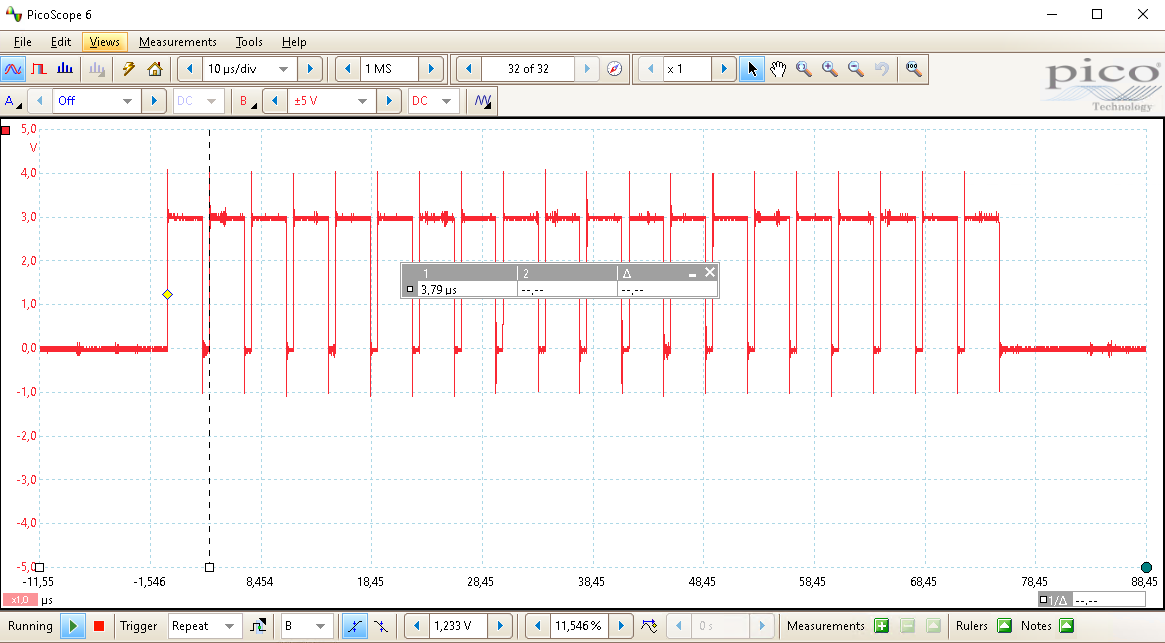 PicoScope 6
File Edit Views Measurements Tools Help
10 µs/div 1 MS 32 of 32 x 1
pico
Technology
A Off DC B ±5 V DC
5,0
V
4,0
3,0
2,0
1,0
0,0
-1,0
-2,0
-3,0
-4,0
-5,0
1 2 Δ
3,79 µs --,-- --,--
-11,55 -1,546 8,454 18,45 28,45 38,45 48,45 58,45 68,45 78,45 88,45
x1,0 µs
1/Δ --,--
Running Trigger Repeat B 1,233 V 11,546 % 0 s Measurements Rulers Notes